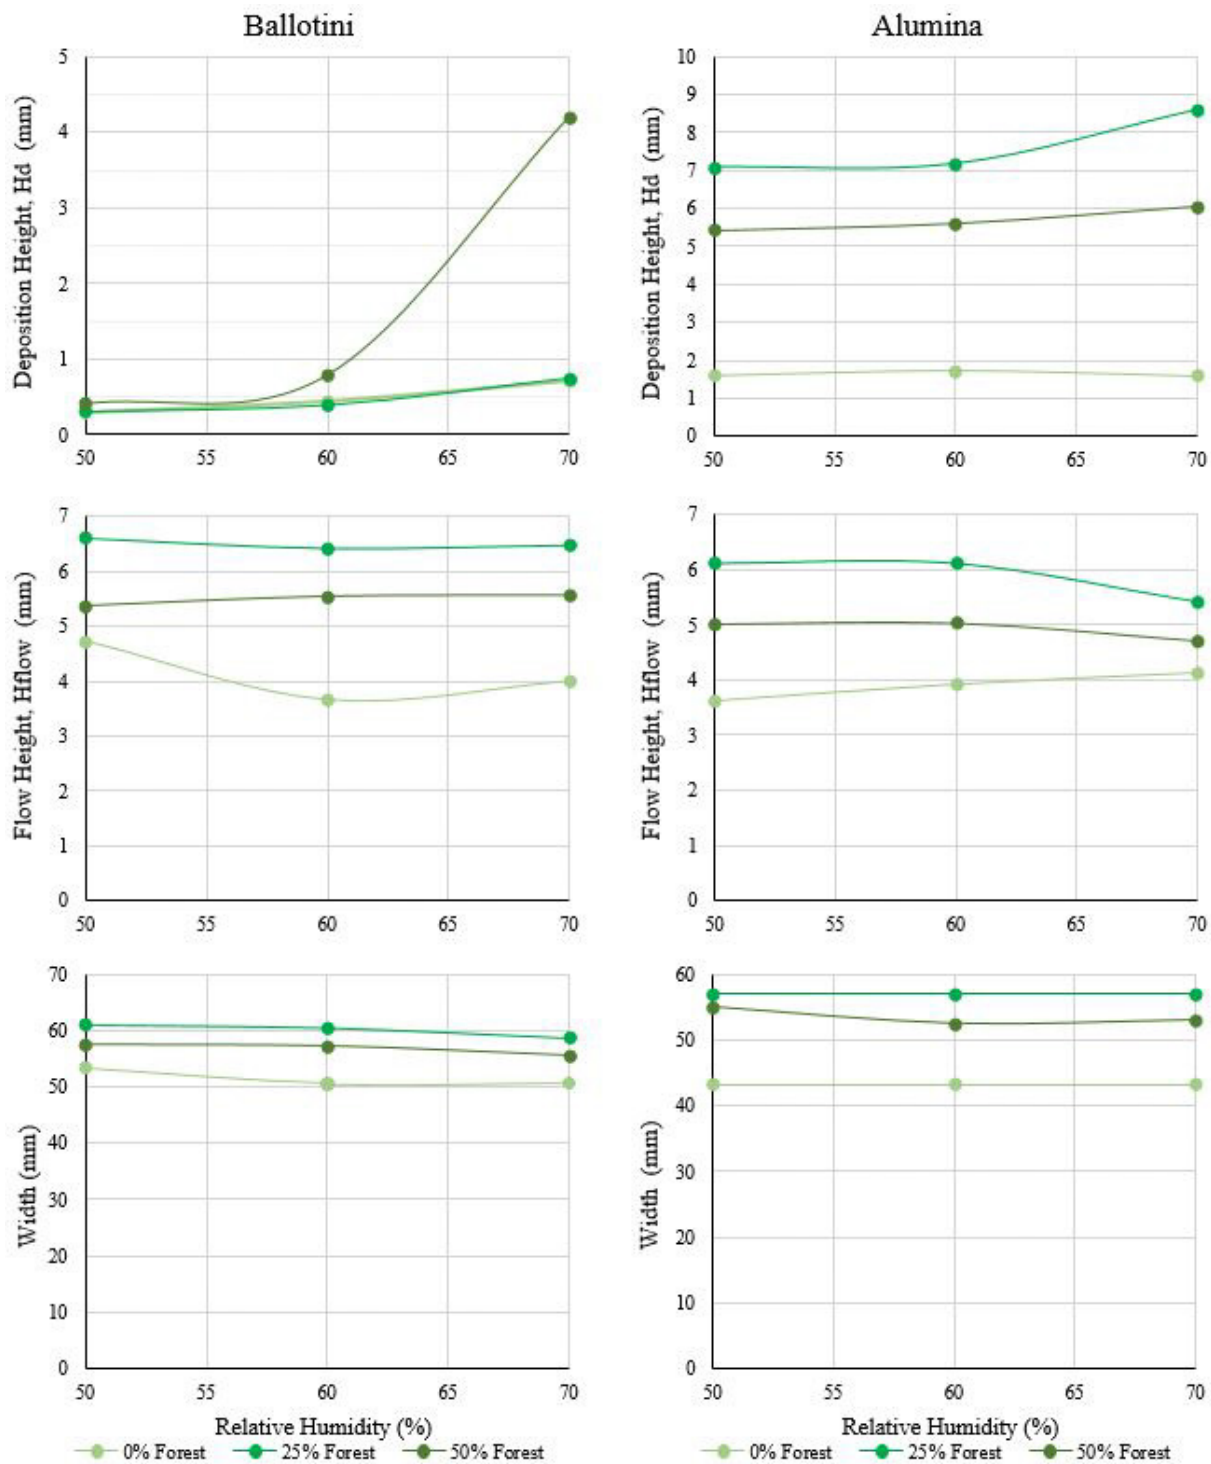 Ballotini
Alumina
Deposition Height, Hd (mm)
5
4
3
2
1
0
50 55 60 65 70
Deposition Height, Hd (mm)
10
9
8
7
6
5
4
3
2
1
0
50 55 60 65 70
Flow Height, Hflow (mm)
7
6
5
4
3
2
1
0
50 55 60 65 70
Flow Height, Hflow (mm)
7
6
5
4
3
2
1
0
50 55 60 65 70
Width (mm)
70
60
50
40
30
20
10
0
50 55 60 65 70
Relative Humidity (%)
0% Forest 25% Forest 50% Forest
Width (mm)
60
50
40
30
20
10
0
50 55 60 65 70
Relative Humidity (%)
0% Forest 25% Forest 50% Forest